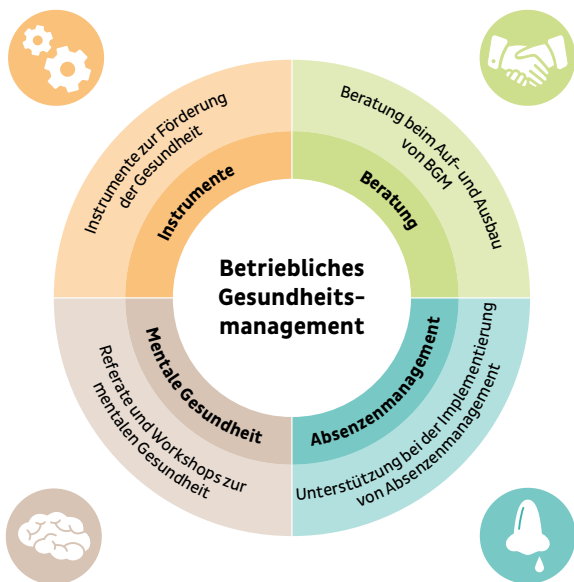 Instrumente zur Förderung
der Gesundheit
Instrumente
Beratung beim Auf- und Ausbau
von BGM
Beratung
Betriebliches
Gesundheits-
management
Mentale Gesundheit
Referate und Workshops zur
mentalen Gesundheit
Absenzenmanagement
Unterstützung bei der Implementierung
von Absenzenmanagement